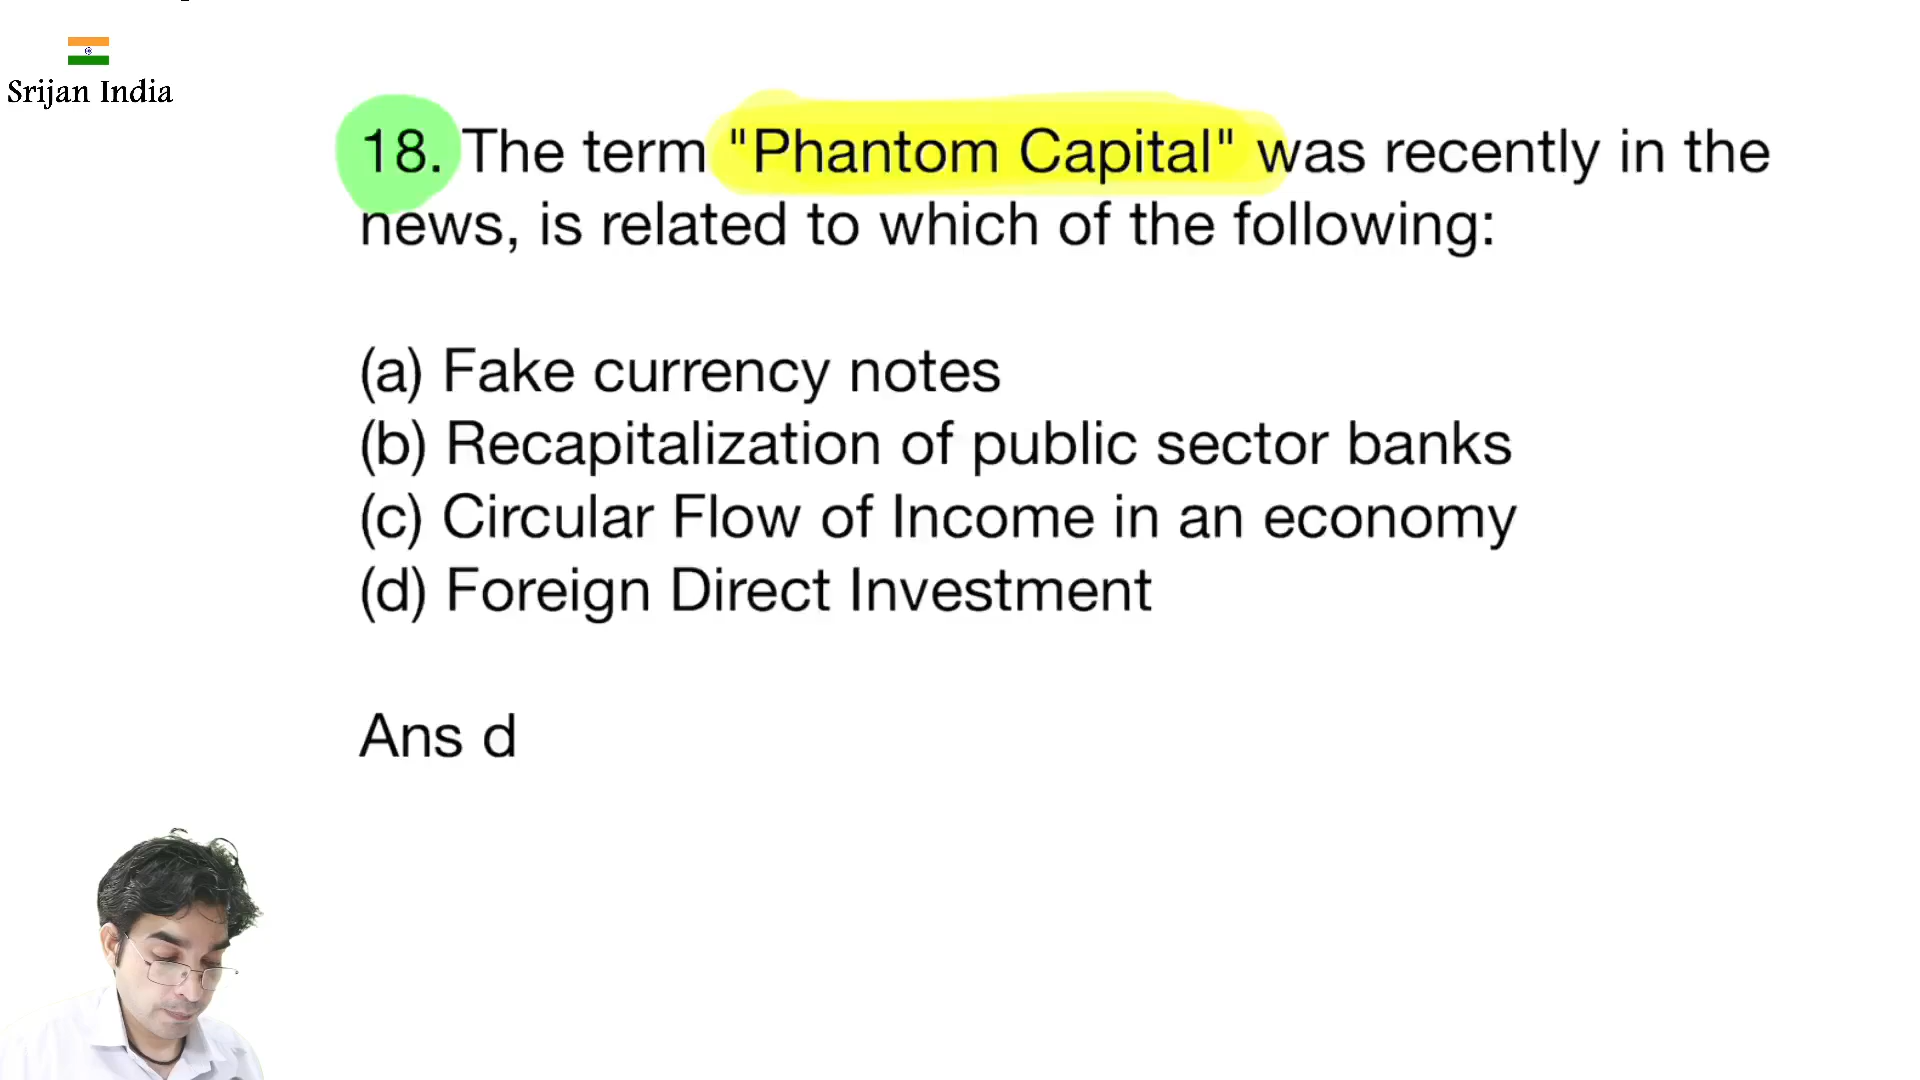 Srijan India
18. The term "Phantom Capital" was recently in the
news, is related to which of the following:
(a) Fake currency notes
(b) Recapitalization of public sector banks
(c) Circular Flow of Income in an economy
(d) Foreign Direct Investment
Ans d